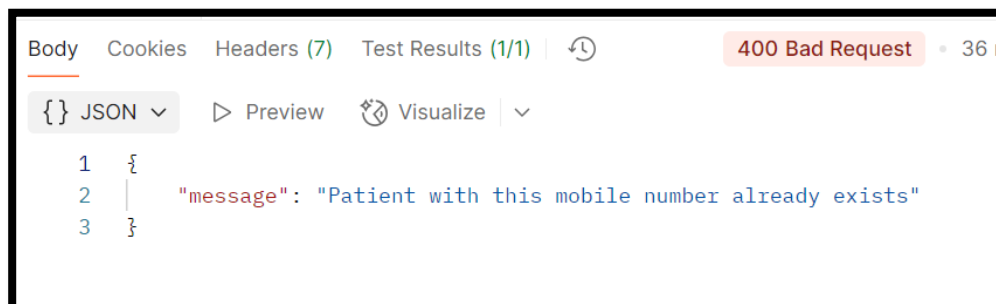 Body Cookies Headers (7) Test Results (1/1) 400 Bad Request • 36
{} JSON Preview Visualize
1 {
2 "message": "Patient with this mobile number already exists"
3 }